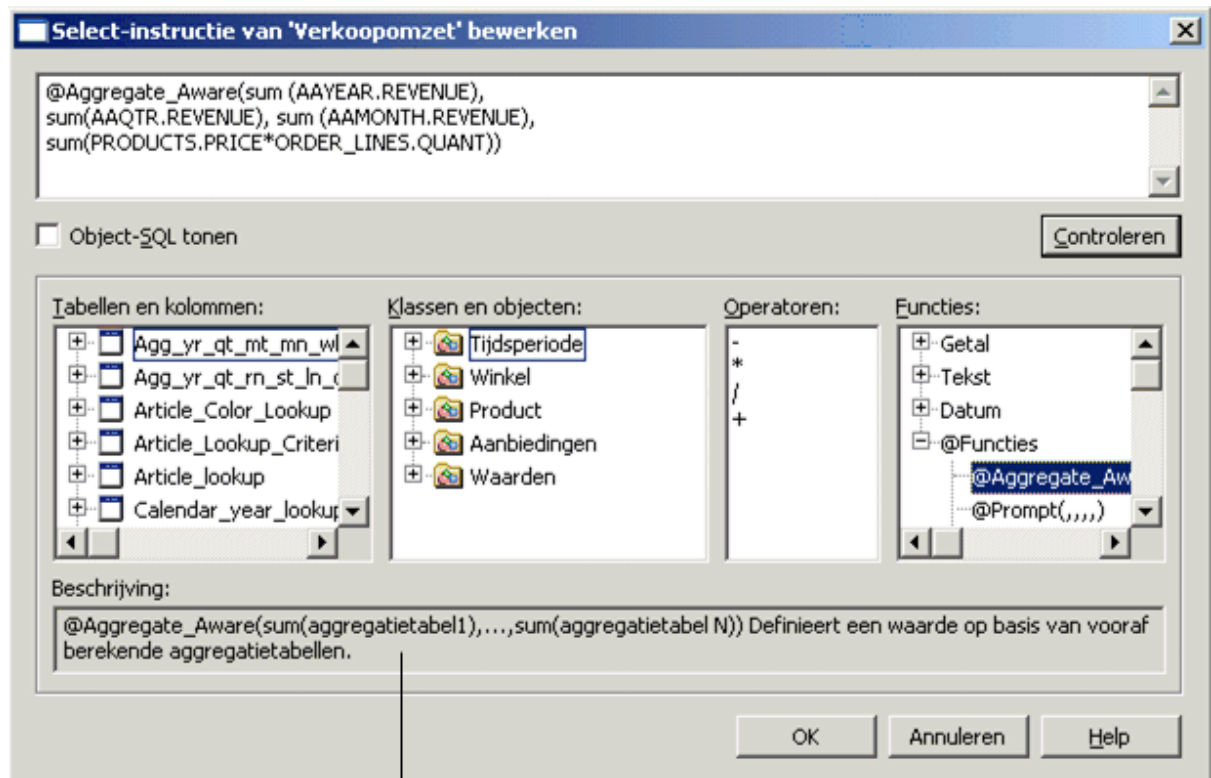 Select-instructie van 'Verkoopomzet' bewerken
@Aggregate_Aware(sum (AAYEAR.REVENUE),
sum(AAQTR.REVENUE), sum (AAMONTH.REVENUE),
sum(PRODUCTS.PRICE*ORDER_LINES.QUANT))
Object-SQL tonen
Controleren
Tabellen en kolommen:
Agg_yr_qt_mt_mn_wl
Agg_yr_qt_rn_st_ln_c
Article_Color_Lookup
Article_Lookup_Criteri
Article_lookup
Calendar_year_lookup
Klassen en objecten:
Tijdsperiode
Winkel
Product
Aanbiedingen
Waarden
Operatoren:
-
*
/
+
Functies:
Getal
Tekst
Datum
@Functies
@Aggregate_Aw
@Prompt(,,,,)
Beschrijving:
@Aggregate_Aware(sum(aggregatietabel1),...,sum(aggregatietabel N)) Definieert een waarde op basis van vooraf
berekende aggregatietabellen.
OK
Annuleren
Help